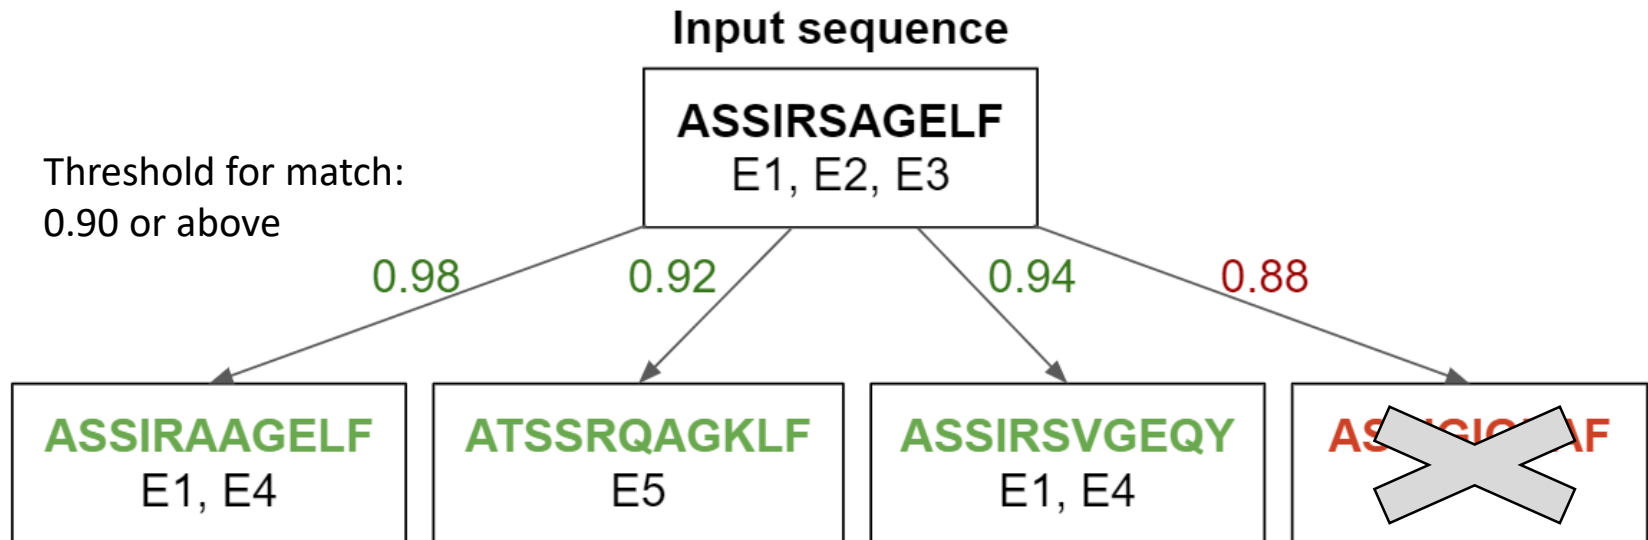 Input sequence
ASSIRSAGELF
E1, E2, E3
Threshold for match:
0.90 or above
0.98
0.92
0.94
0.88
ASSIRAAGELF
E1, E4
ATSSRQAGKLF
E5
ASSIRSVGEQY
E1, E4